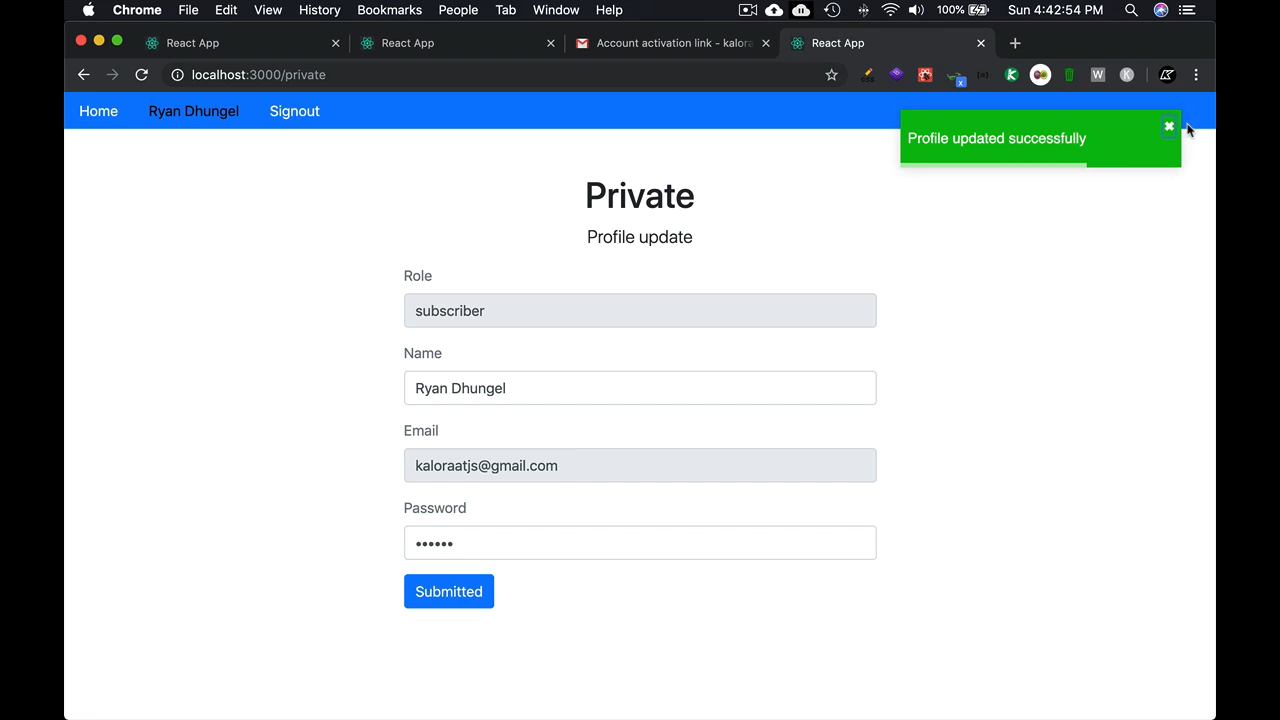 Chrome File Edit View History Bookmarks People Tab Window Help 100% Sun 4:42:54 PM
React App React App Account activation link - kalora React App
localhost:3000/private
Home Ryan Dhungel Signout
Profile updated successfully
Private
Profile update
Role
subscriber
Name
Ryan Dhungel
Email
kaloraatjs@gmail.com
Password
••••••
Submitted